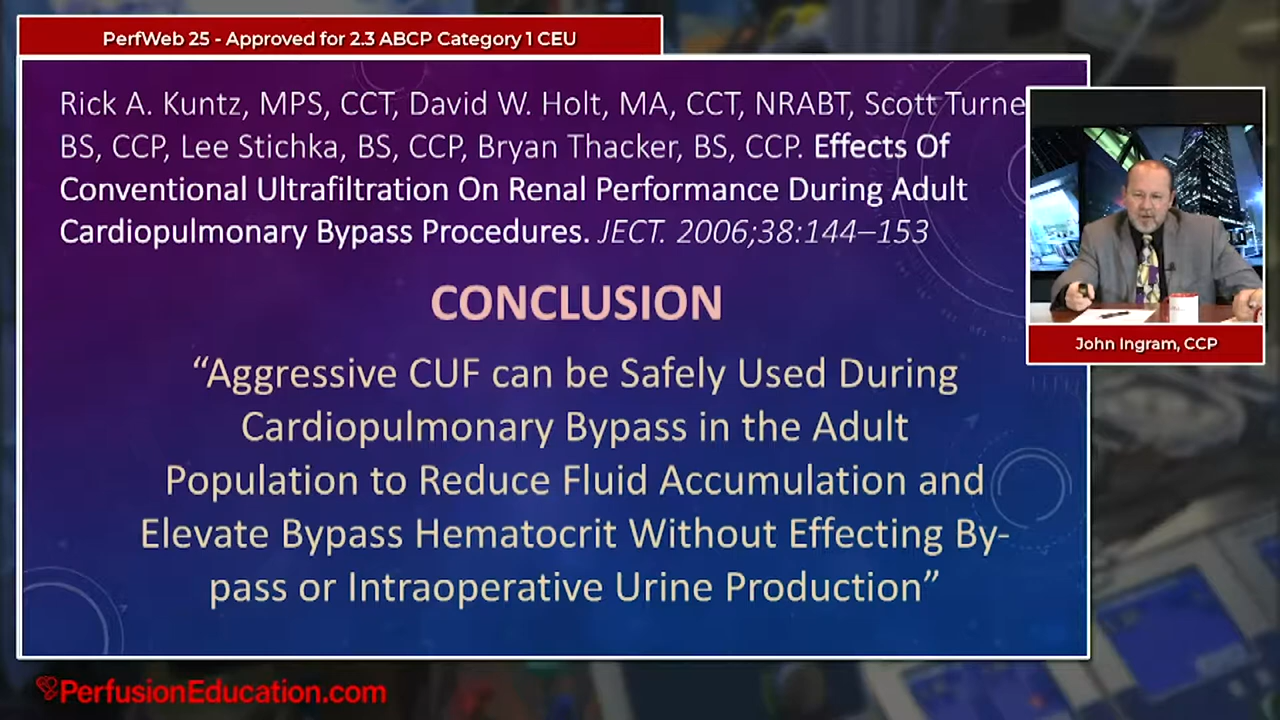 PerfWeb 25 - Approved for 2.3 ABCP Category 1 CEU
Rick A. Kuntz, MPS, CCT, David W. Holt, MA, CCT, NRABT, Scott Turne
BS, CCP, Lee Stichka, BS, CCP, Bryan Thacker, BS, CCP. Effects Of
Conventional Ultrafiltration On Renal Performance During Adult
Cardiopulmonary Bypass Procedures. JECT. 2006;38:144–153
CONCLUSION
“Aggressive CUF can be Safely Used During
Cardiopulmonary Bypass in the Adult
Population to Reduce Fluid Accumulation and
Elevate Bypass Hematocrit Without Effecting By-
pass or Intraoperative Urine Production”
John Ingram, CCP
PerfusionEducation.com